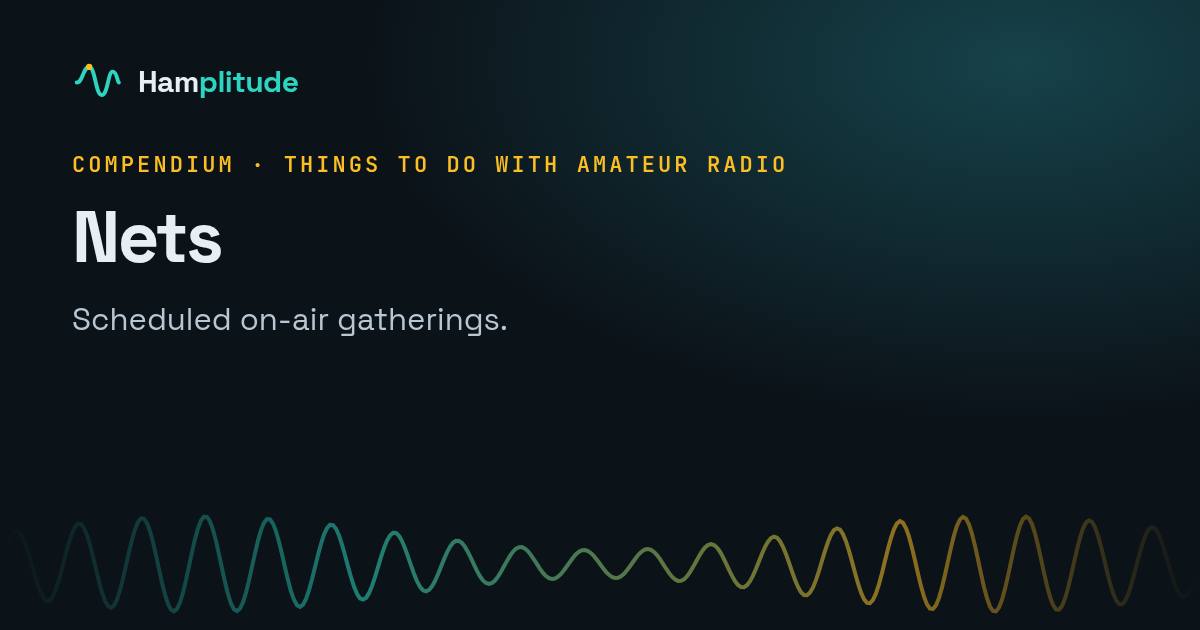 Hamplitude
COMPENDIUM · THINGS TO DO WITH AMATEUR RADIO
Nets
Scheduled on-air gatherings.